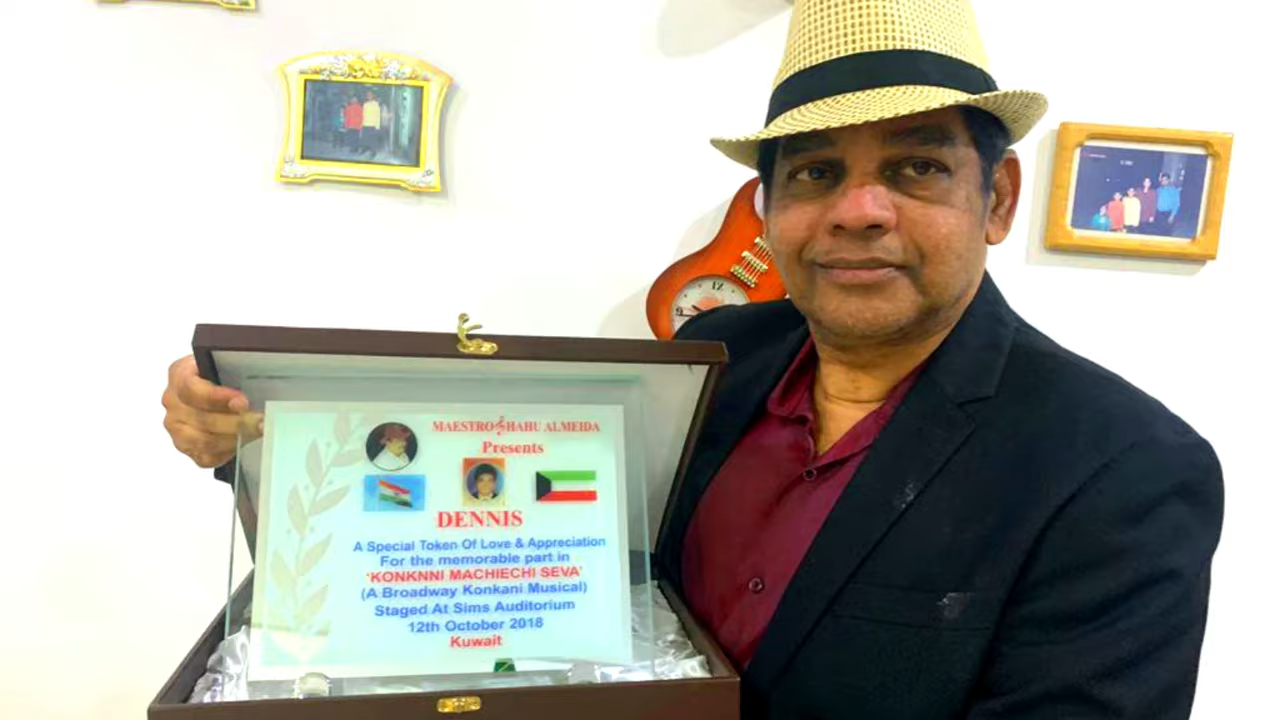 MAESTRO SHAHU ALMEIDA
Presents
DENNIS
A Special Token Of Love & Appreciation
For the memorable part in
'KONKNNI MACHIECHI SEVA'
(A Broadway Konkani Musical)
Staged At Sims Auditorium
12th October 2018
Kuwait
XII